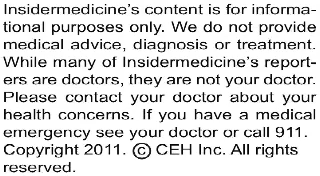 Insidermedicine's content is for informa-
tional purposes only. We do not provide
medical advice, diagnosis or treatment.
While many of Insidermedicine's report-
ers are doctors, they are not your doctor.
Please contact your doctor about your
health concerns. If you have a medical
emergency see your doctor or call 911.
Copyright 2011. © CEH Inc. All rights
reserved.